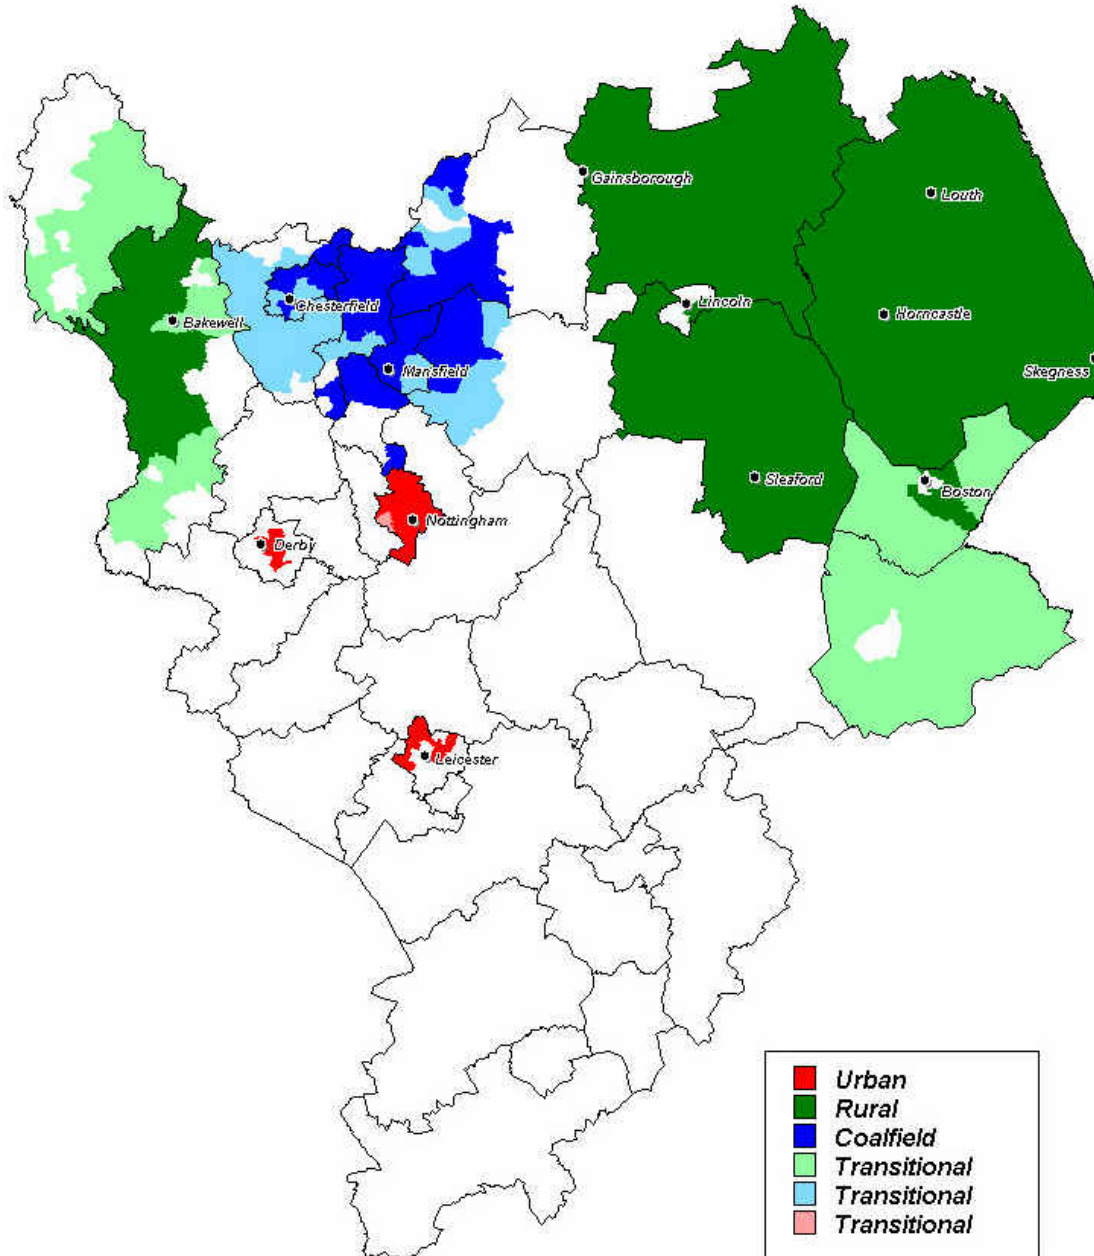 Gainsborough
Louth
Lincoln
Chesterfield
Horncastle
Bakewell
Skegness
Mansfield
Sleaford
Boston
Nottingham
Derby
Leicester
Urban
Rural
Coalfield
Transitional
Transitional
Transitional